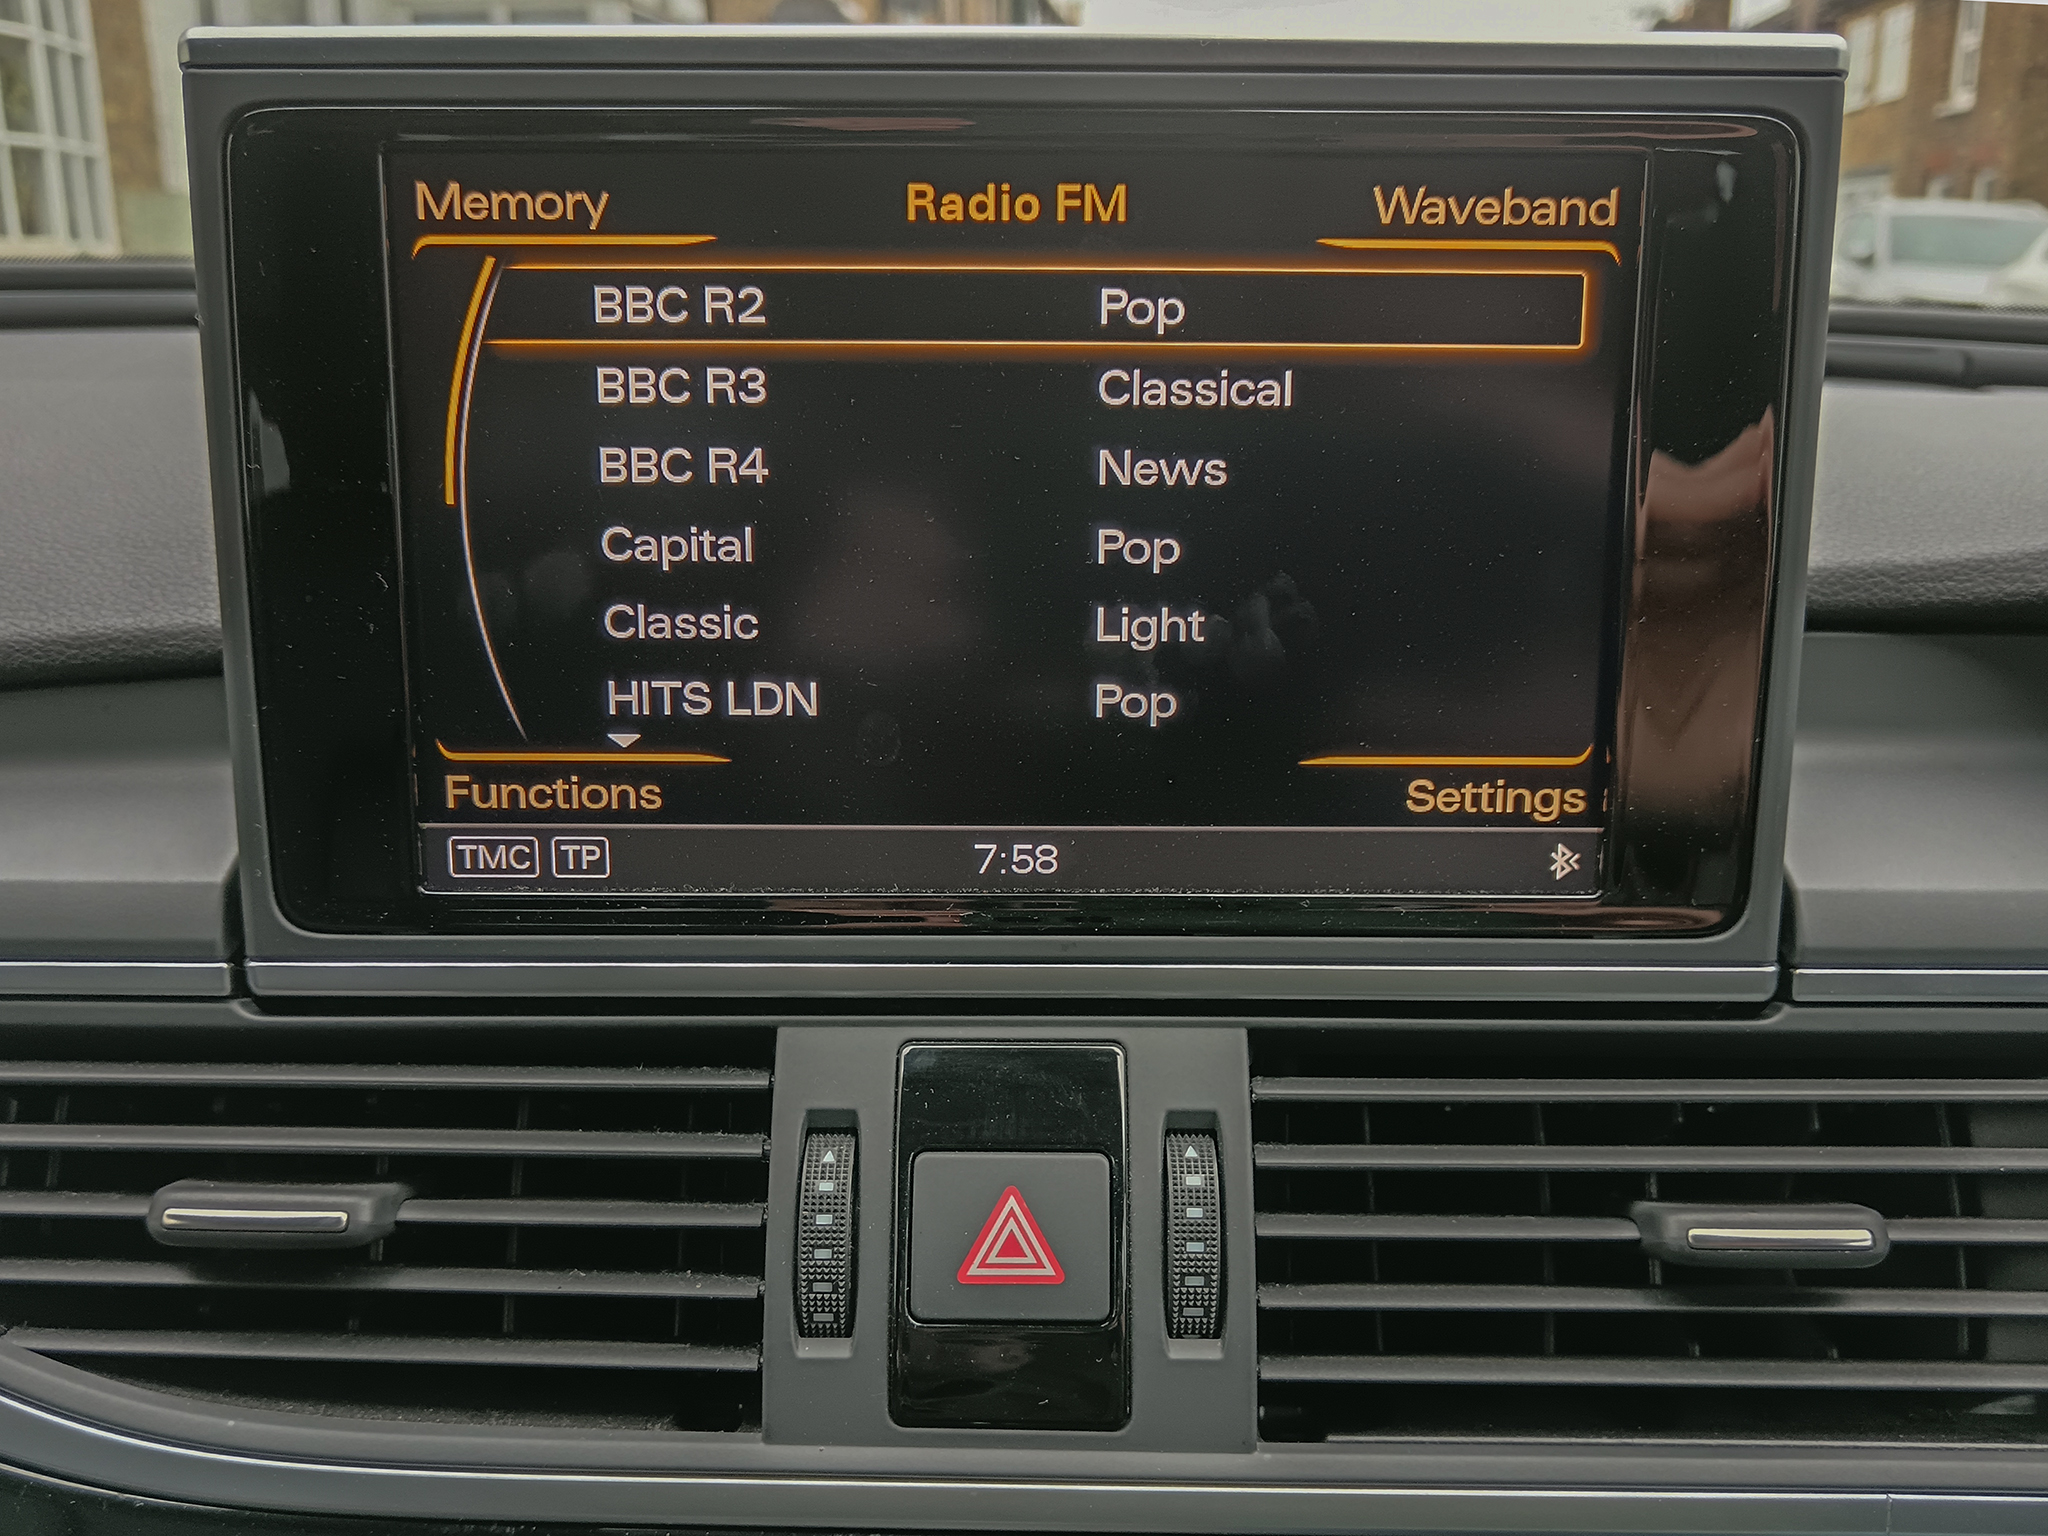 Memory Radio FM Waveband
BBC R2 Pop
BBC R3 Classical
BBC R4 News
Capital Pop
Classic Light
HITS LDN Pop
Functions Settings
TMC TP 7:58